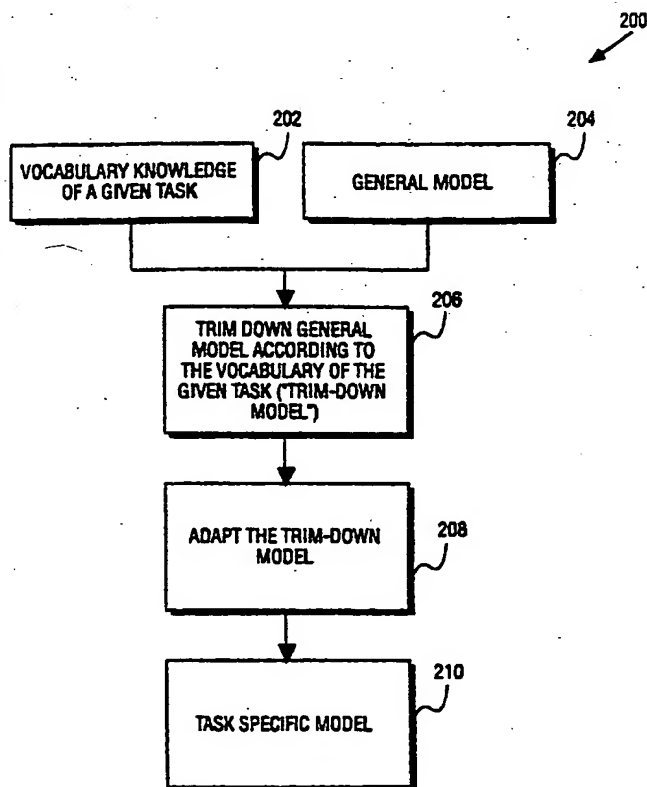 200
202
204
VOCABULARY KNOWLEDGE
OF A GIVEN TASK
GENERAL MODEL
206
TRIM DOWN GENERAL
MODEL ACCORDING TO
THE VOCABULARY OF THE
GIVEN TASK ("TRIM-DOWN
MODEL")
208
ADAPT THE TRIM-DOWN
MODEL
210
TASK SPECIFIC MODEL